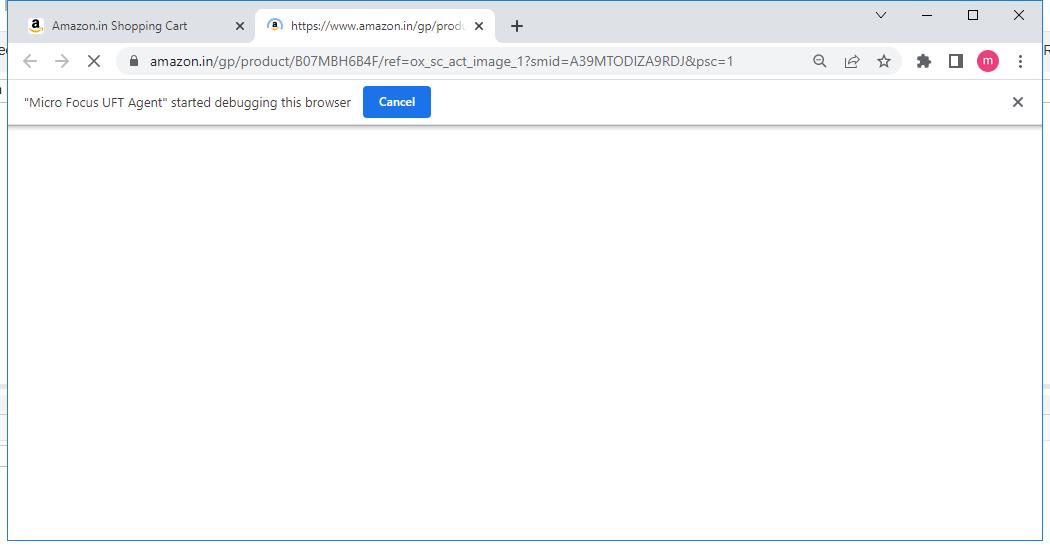 Amazon.in Shopping Cart
https://www.amazon.in/gp/produ
amazon.in/gp/product/B07MBH6B4F/ref=ox_sc_act_image_1?smid=A39MTODIZA9RDJ&psc=1
m
"Micro Focus UFT Agent" started debugging this browser
Cancel